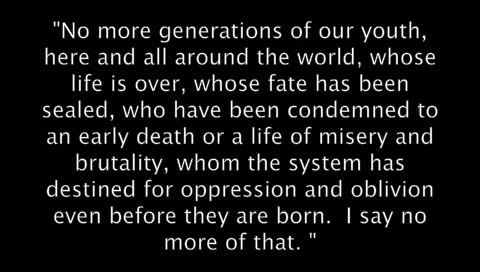 "No more generations of our youth,
here and all around the world, whose
life is over, whose fate has been
sealed, who have been condemned to
an early death or a life of misery and
brutality, whom the system has
destined for oppression and oblivion
even before they are born.  I say no
more of that. "